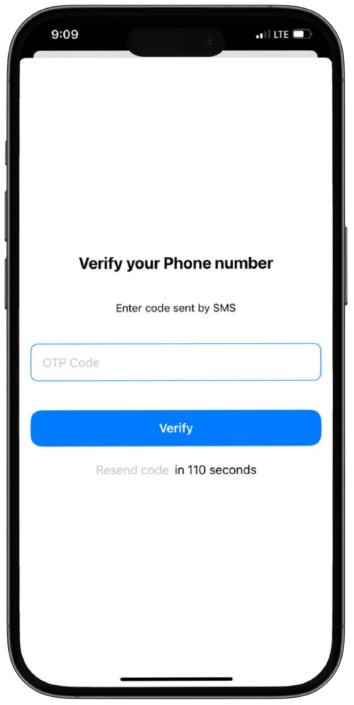 9:09 LTE
Verify your Phone number
Enter code sent by SMS
OTP Code
Verify
Resend code in 110 seconds